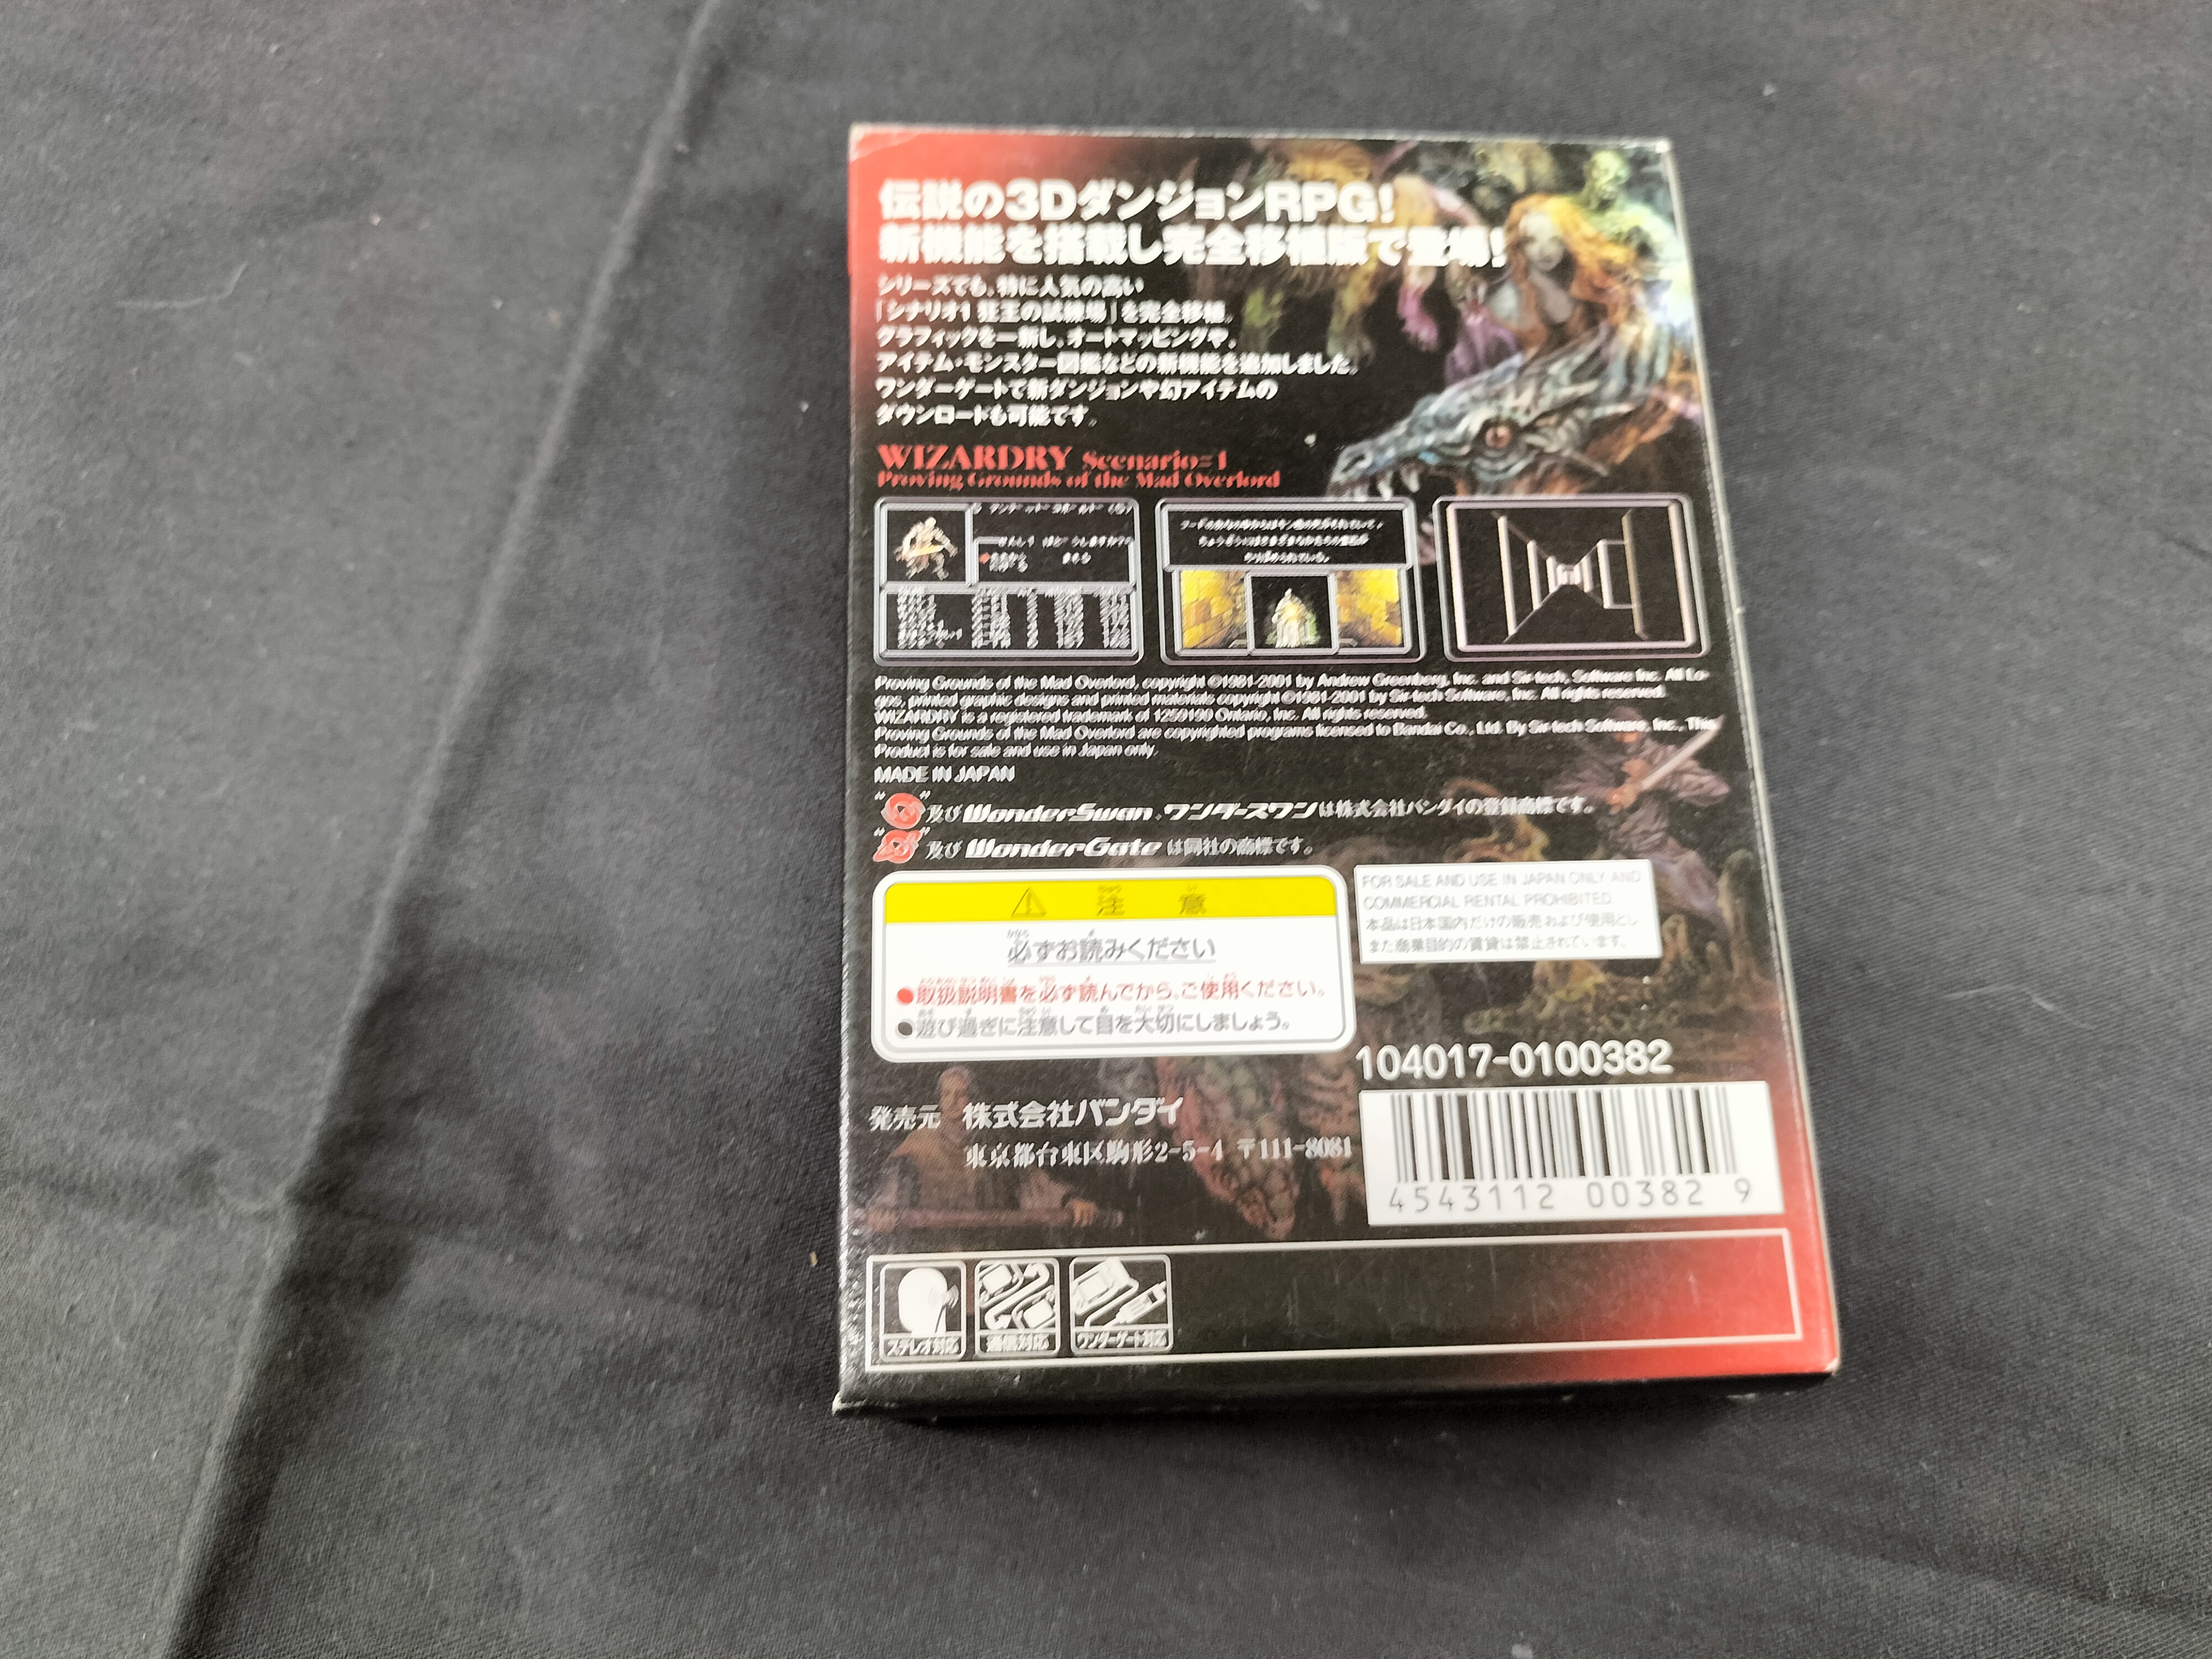 伝説の3DダンジョンRPG!
新機能を搭載し完全移植版で登場!
シリーズでも、特に人気の高い
「シナリオ1 狂王の試練場」を完全移植。
グラフィックを一新し、オートマッピングや、
アイテム・モンスター図鑑などの新機能を追加しました。
ワンダーゲートで新ダンジョンや幻アイテムの
ダウンロードも可能です。
WIZARDRY Scenario=1
Proving Grounds of the Mad Overlord
Proving Grounds of the Mad Overlord, copyright ©1981-2001 by Andrew Greenberg, Inc. and Sir-tech, Software Inc. All Lo-
gos, printed graphic designs and printed materials copyright ©1981-2001 by Sir-tech Software, Inc. All rights reserved.
WIZARDRY is a registered trademark of 1259190 Ontario, Inc. All rights reserved.
Proving Grounds of the Mad Overlord are copyrighted programs licensed to Bandai Co., Ltd. By Sir-tech Software, Inc., This
Product is for sale and use in Japan only.
MADE IN JAPAN
" "及び WonderSwan、ワンダースワンは株式会社バンダイの登録商標です。
" "及び WonderGate は同社の商標です。
注意
必ずお読みください
●取扱説明書を必ず読んでから、ご使用ください。
●遊び過ぎに注意して目を大切にしましょう。
FOR SALE AND USE IN JAPAN ONLY AND
COMMERCIAL RENTAL PROHIBITED
本品は日本国内だけの販売および使用とし
また商業目的の賃貸は禁止されています。
104017-0100382
発売元 株式会社バンダイ
東京都台東区駒形2-5-4 〒111-8081
4543112 00382 9
ステレオ対応
通信対応
ワンダーゲート対応